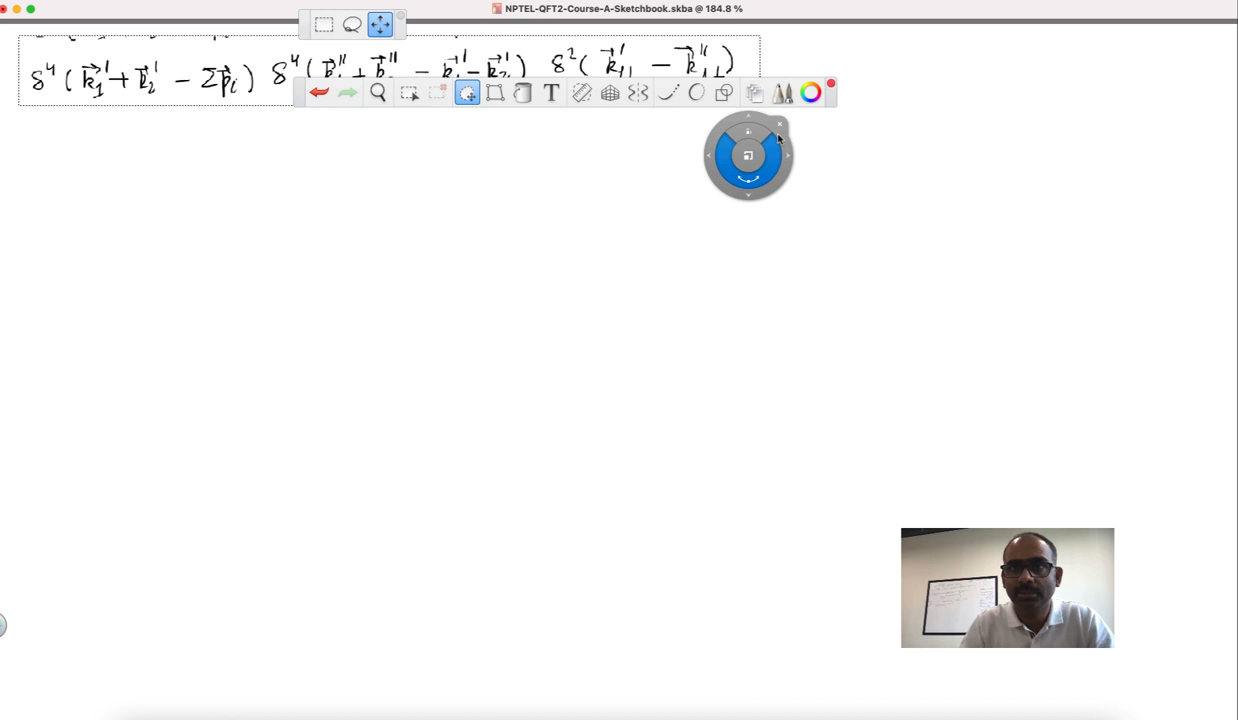 NPTEL-QFT2-Course-A-Sketchbook.skba @ 184.8 %
δ⁴( k⃗₁' + k⃗₂' − Σp⃗ᵢ ) δ⁴( k⃗₁'' + k⃗₂'' − k⃗₁' − k⃗₂' ) δ²( k⃗₁⊥' − k⃗₁⊥'' )
T